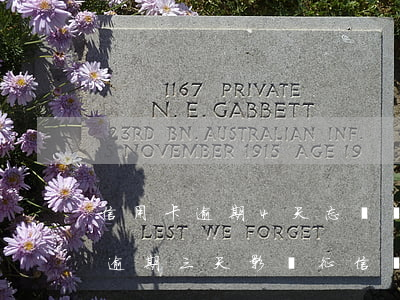 1167 PRIVATE
N. E. GABBETT
23RD BN. AUSTRALIAN INF.
NOVEMBER 1915 AGE 19
信用卡逾期4天忘
LEST WE FORGET
逾期三天影 征信